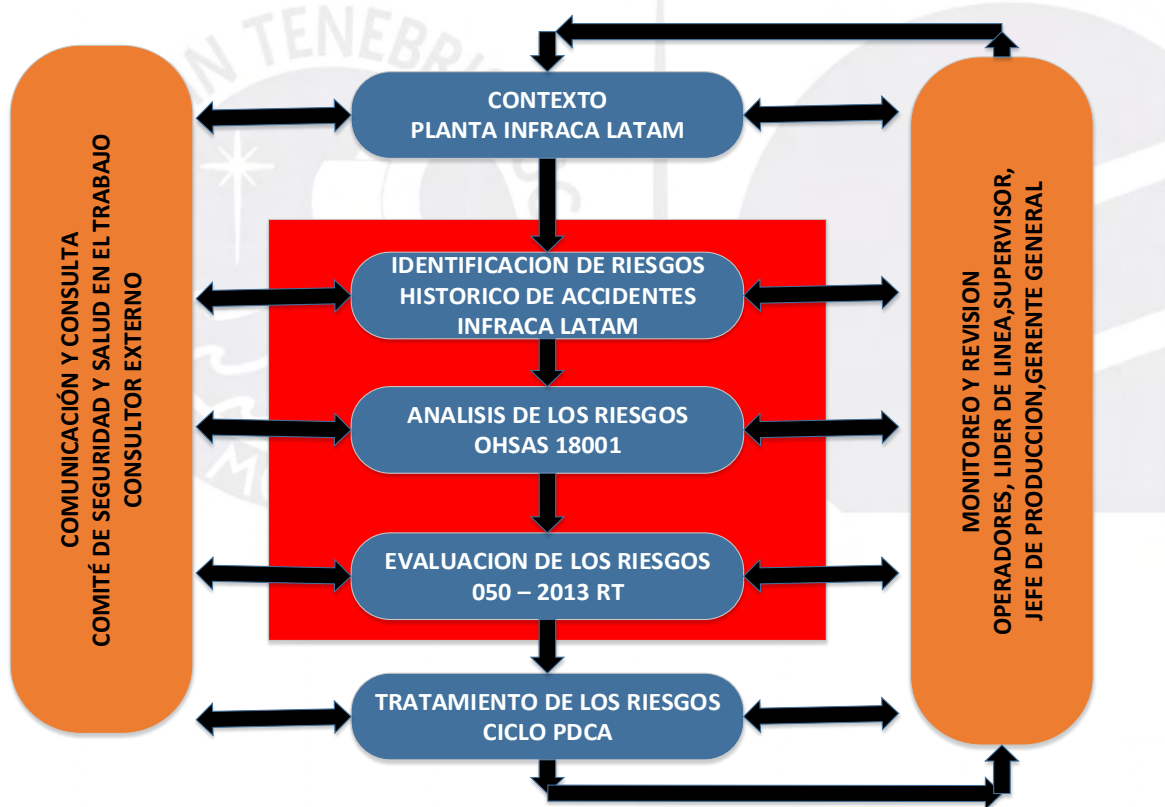 TENEBRIS
CONTEXTO
PLANTA INFRACA LATAM
COMUNICACIÓN Y CONSULTA
COMITÉ DE SEGURIDAD Y SALUD EN EL TRABAJO
CONSULTOR EXTERNO
IDENTIFICACION DE RIESGOS
HISTORICO DE ACCIDENTES
INFRACA LATAM
ANALISIS DE LOS RIESGOS
OHSAS 18001
EVALUACION DE LOS RIESGOS
050 – 2013 RT
TRATAMIENTO DE LOS RIESGOS
CICLO PDCA
MONITOREO Y REVISION
OPERADORES, LIDER DE LINEA,SUPERVISOR,
JEFE DE PRODUCCION,GERENTE GENERAL